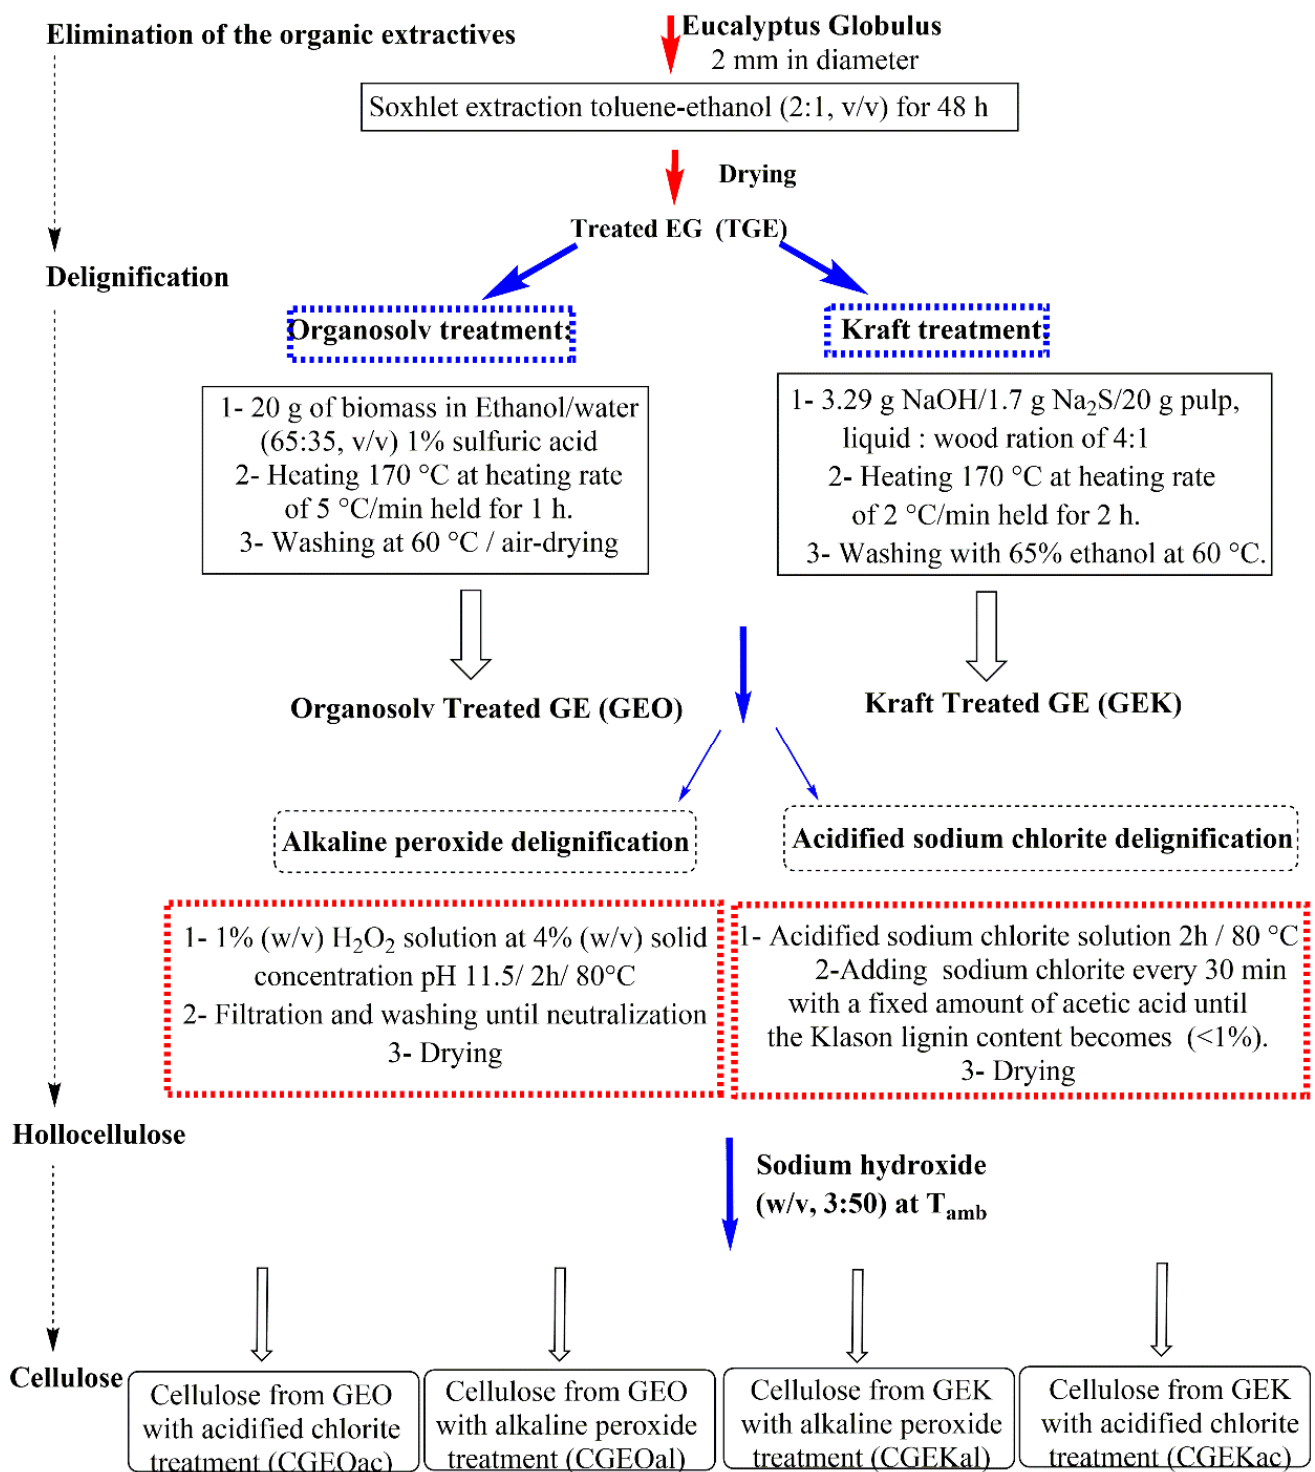 Elimination of the organic extractives
Eucalyptus Globulus
2 mm in diameter
Soxhlet extraction toluene-ethanol (2:1, v/v) for 48 h
Drying
Treated EG (TGE)
Delignification
Organosolv treatment:
1- 20 g of biomass in Ethanol/water
(65:35, v/v) 1% sulfuric acid
2- Heating 170 °C at heating rate
of 5 °C/min held for 1 h.
3- Washing at 60 °C / air-drying
Kraft treatment:
1- 3.29 g NaOH/1.7 g Na₂S/20 g pulp,
liquid : wood ration of 4:1
2- Heating 170 °C at heating rate
of 2 °C/min held for 2 h.
3- Washing with 65% ethanol at 60 °C.
Organosolv Treated GE (GEO)
Kraft Treated GE (GEK)
Alkaline peroxide delignification
Acidified sodium chlorite delignification
1- 1% (w/v) H₂O₂ solution at 4% (w/v) solid
concentration pH 11.5/ 2h/ 80°C
2- Filtration and washing until neutralization
3- Drying
1- Acidified sodium chlorite solution 2h / 80 °C
2-Adding sodium chlorite every 30 min
with a fixed amount of acetic acid until
the Klason lignin content becomes (<1%).
3- Drying
Hollocellulose
Sodium hydroxide
(w/v, 3:50) at Tamb
Cellulose
Cellulose from GEO
with acidified chlorite
treatment (CGEOac)
Cellulose from GEO
with alkaline peroxide
treatment (CGEOal)
Cellulose from GEK
with alkaline peroxide
treatment (CGEKal)
Cellulose from GEK
with acidified chlorite
treatment (CGEKac)